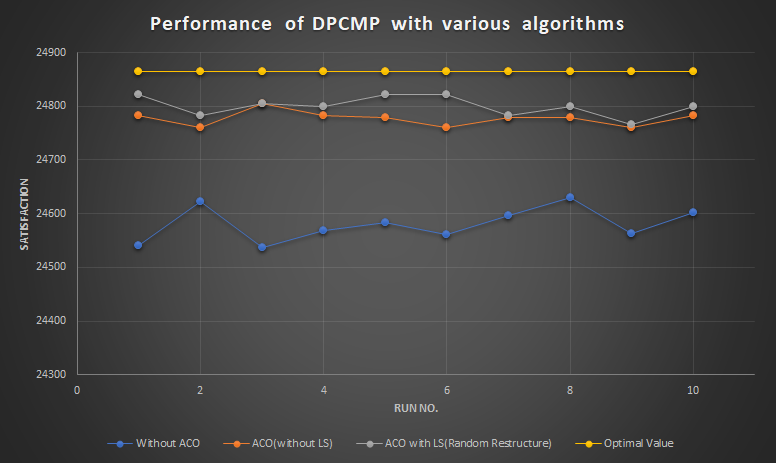 Performance of DPCMP with various algorithms
24900
24800
24700
24600
24500
24400
24300
SATISFACTION
0 2 4 6 8 10
RUN NO.
Without ACO ACO(without LS) ACO with LS(Random Restructure) Optimal Value